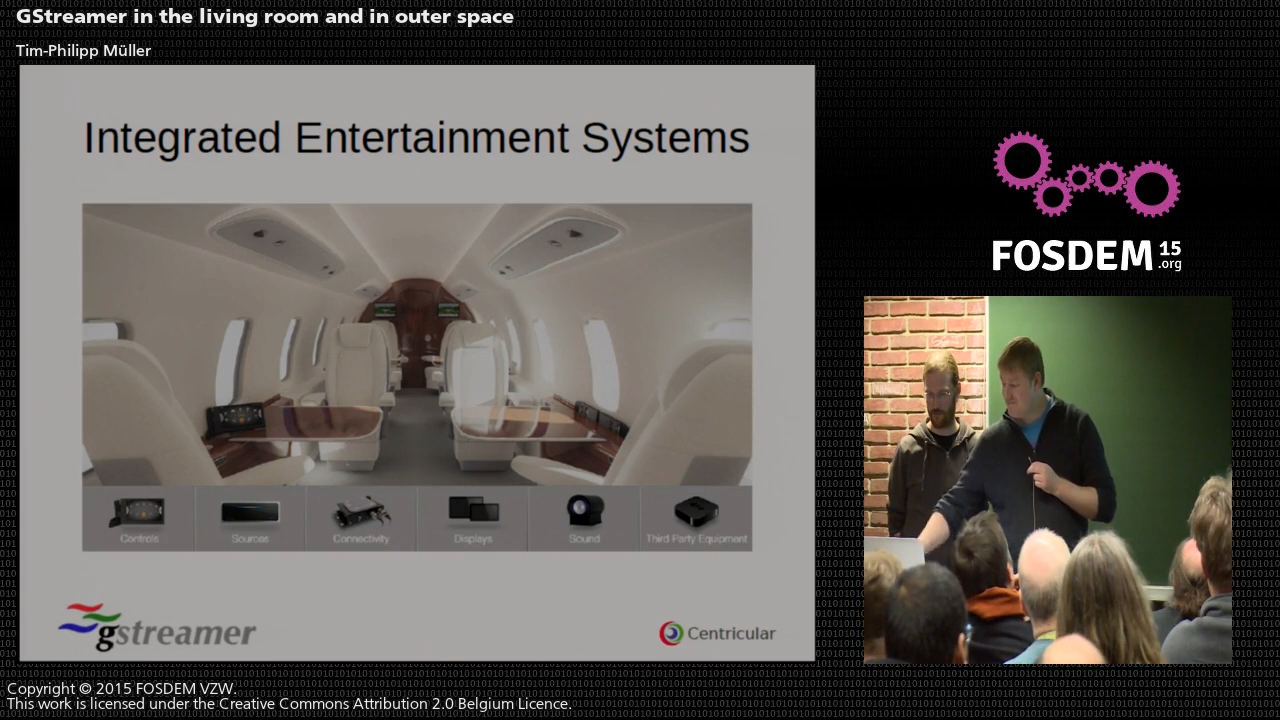 GStreamer in the living room and in outer space
Tim-Philipp Müller
Integrated Entertainment Systems
Controls
Sources
Connectivity
Displays
Sound
Third Party Equipment
gstreamer
Centricular
FOSDEM 15
.org
Copyright © 2015 FOSDEM VZW.
This work is licensed under the Creative Commons Attribution 2.0 Belgium Licence.